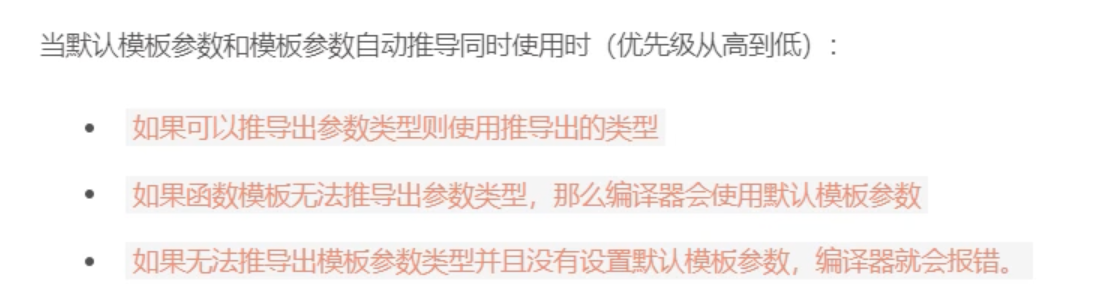 当默认模板参数和模板参数自动推导同时使用时（优先级从高到低）：
如果可以推导出参数类型则使用推导出的类型
如果函数模板无法推导出参数类型，那么编译器会使用默认模板参数
如果无法推导出模板参数类型并且没有设置默认模板参数，编译器就会报错。